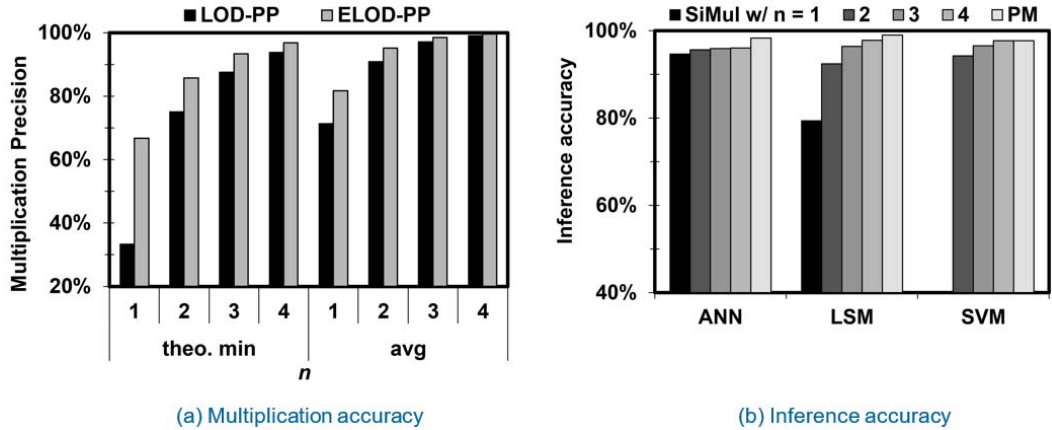 LOD-PP ELOD-PP
100%
80%
60%
40%
20%
Multiplication Precision
1 2 3 4 1 2 3 4
theo. min avg
n
(a) Multiplication accuracy
SiMul w/ n = 1 2 3 4 PM
100%
80%
60%
40%
Inference accuracy
ANN LSM SVM
(b) Inference accuracy